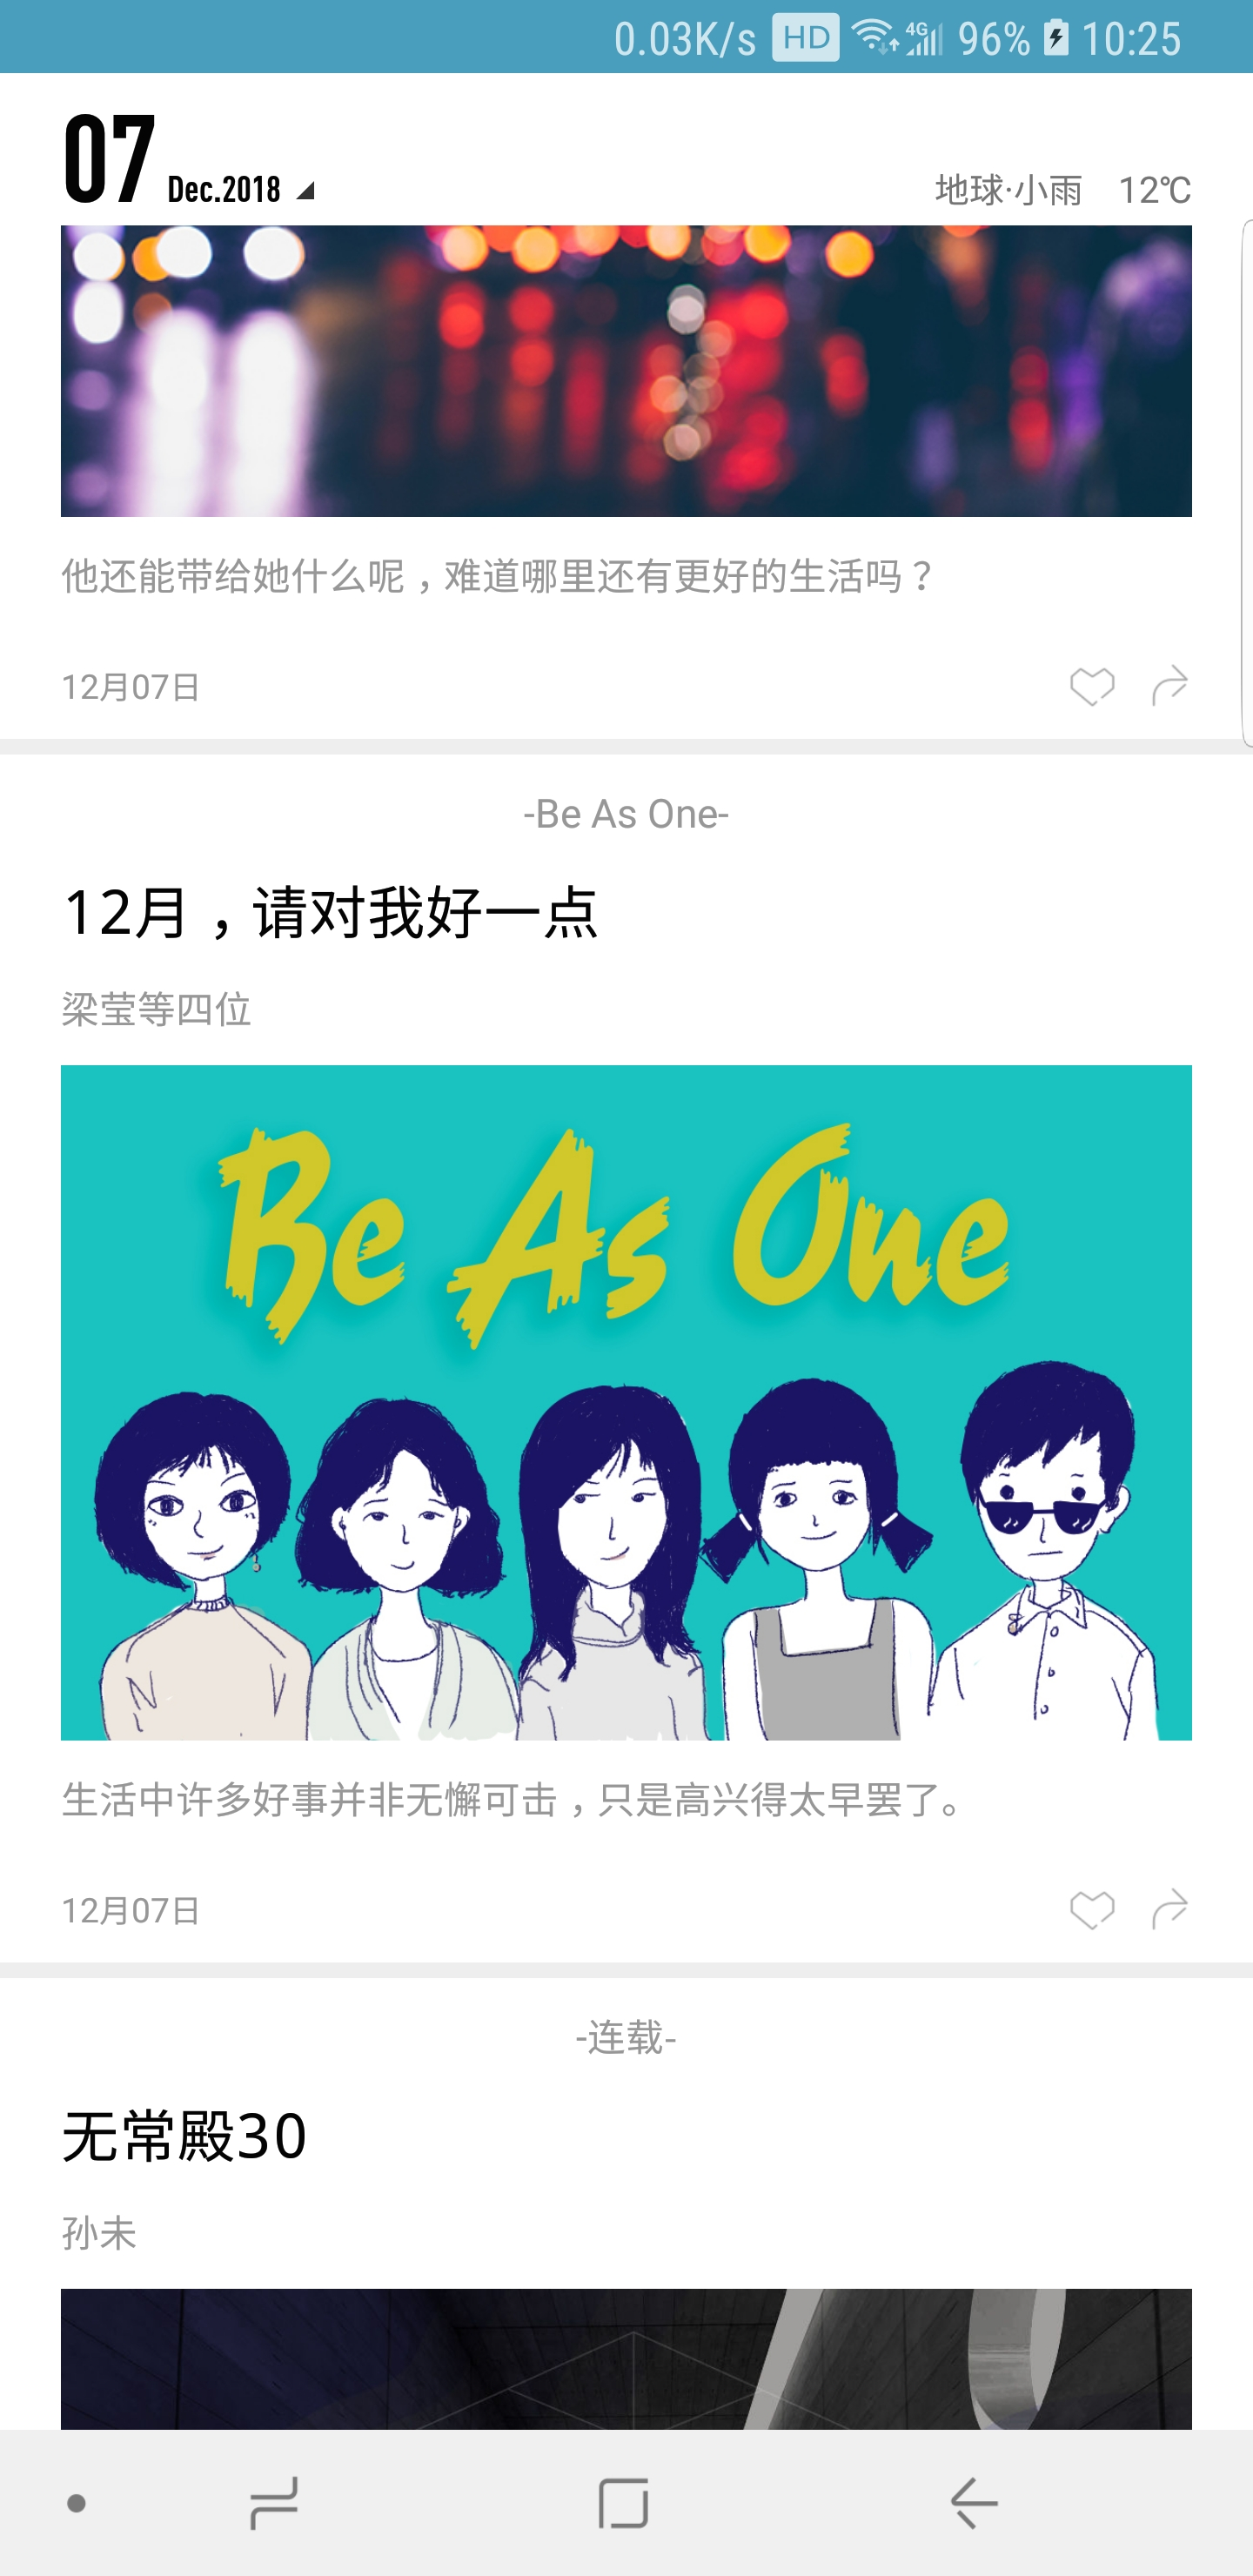 0.03K/s HD 4G 96% 10:25
07 Dec.2018 地球·小雨 12℃
他还能带给她什么呢，难道哪里还有更好的生活吗？
12月07日
-Be As One-
12月，请对我好一点
梁莹等四位
Be As One
生活中许多好事并非无懈可击，只是高兴得太早罢了。
12月07日
-连载-
无常殿30
孙未